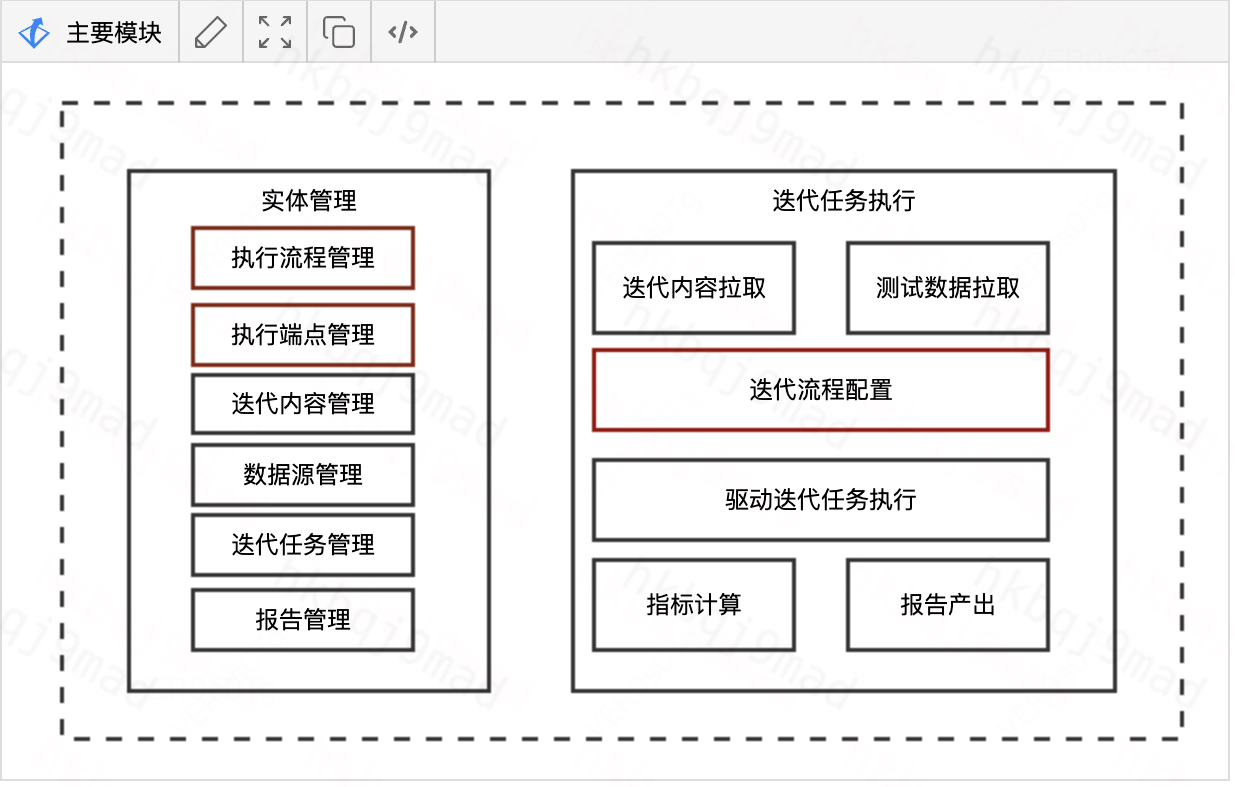 主要模块
实体管理
执行流程管理
执行端点管理
迭代内容管理
数据源管理
迭代任务管理
报告管理
迭代任务执行
迭代内容拉取
测试数据拉取
迭代流程配置
驱动迭代任务执行
指标计算
报告产出
hkbqj9mad